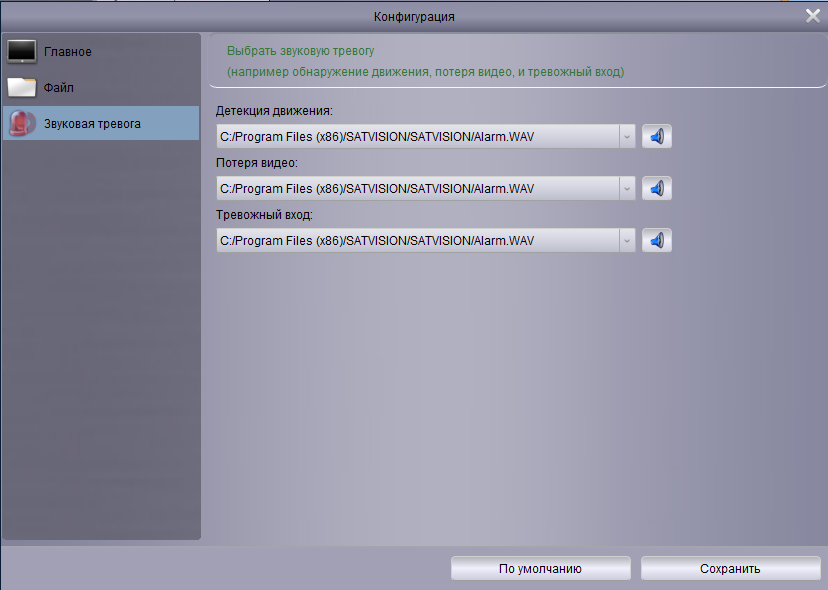 Конфигурация
Главное
Файл
Звуковая тревога
Выбрать звуковую тревогу
(например обнаружение движения, потеря видео, и тревожный вход)
Детекция движения:
C:/Program Files (x86)/SATVISION/SATVISION/Alarm.WAV
Потеря видео:
C:/Program Files (x86)/SATVISION/SATVISION/Alarm.WAV
Тревожный вход:
C:/Program Files (x86)/SATVISION/SATVISION/Alarm.WAV
По умолчанию
Сохранить